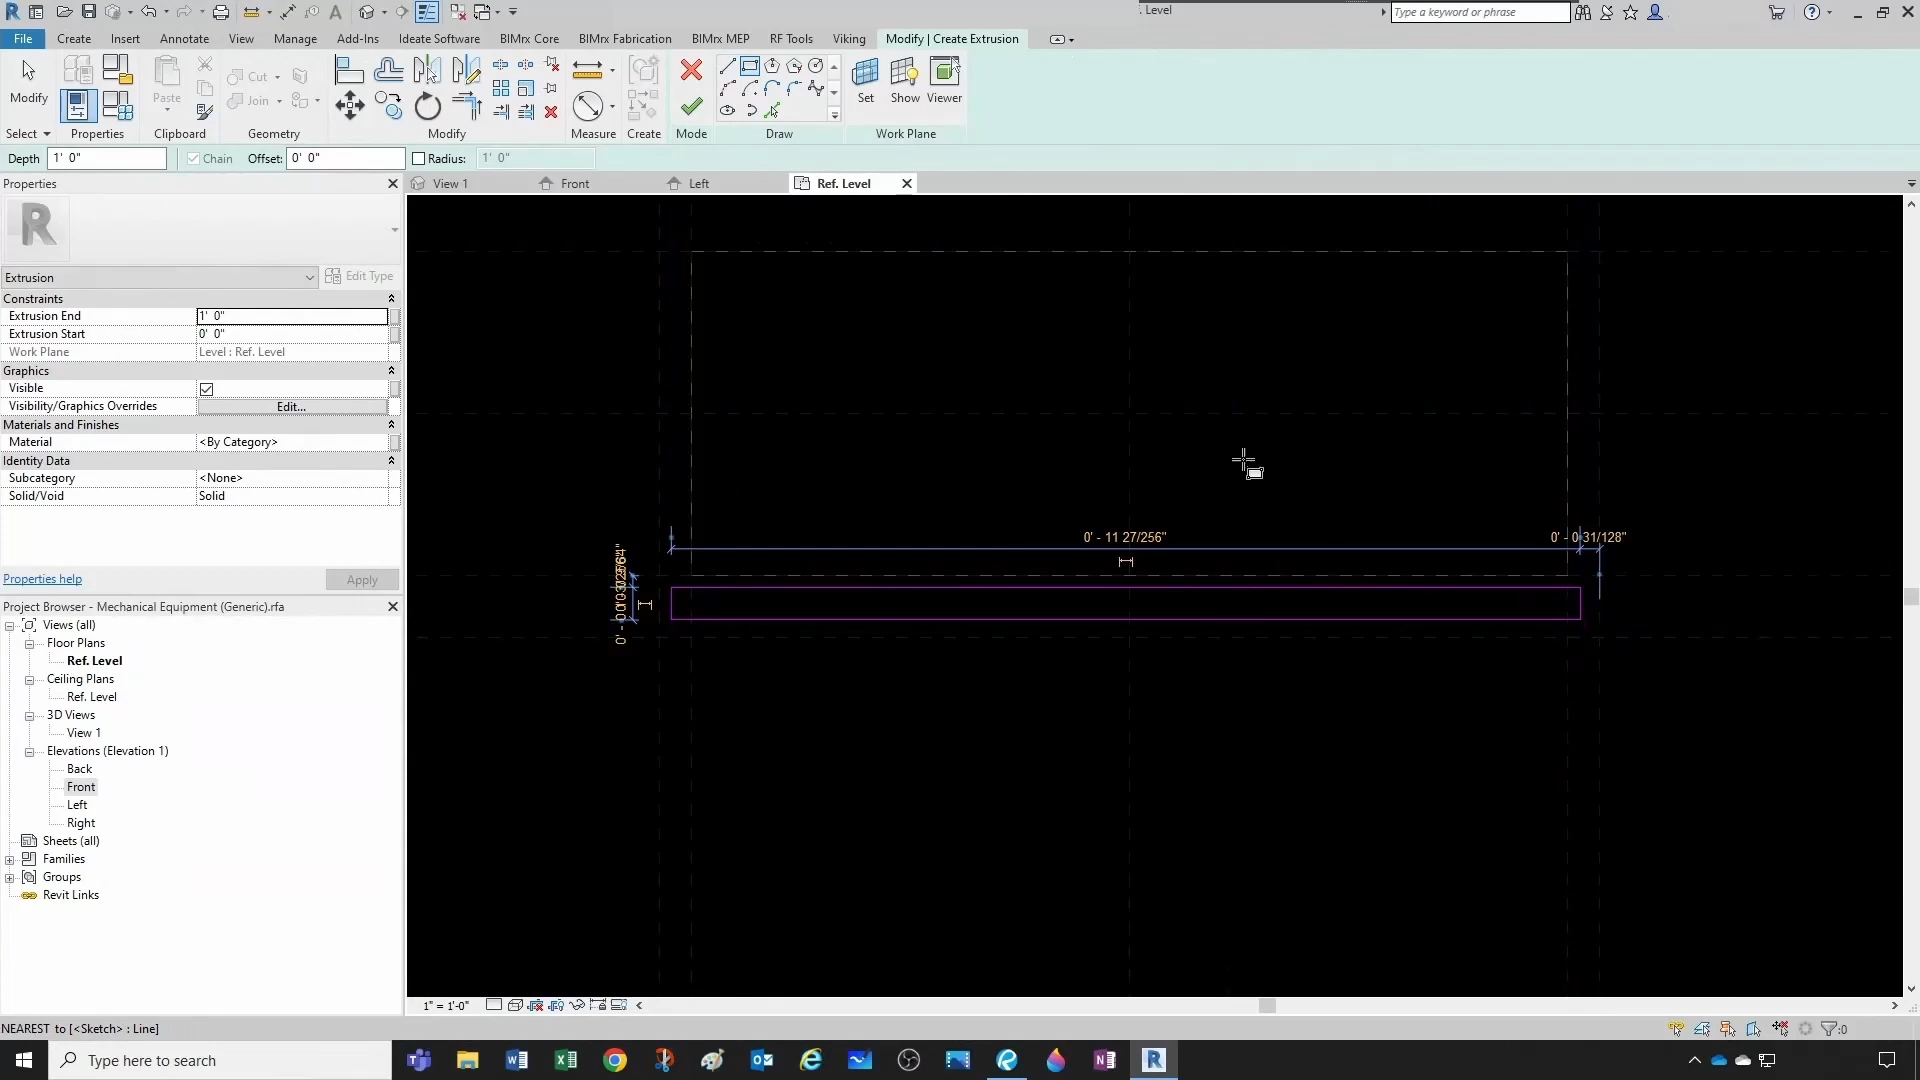 Level
Type a keyword or phrase
File Create Insert Annotate View Manage Add-Ins Ideate Software BIMrx Core BIMrx Fabrication BIMrx MEP RF Tools Viking Modify | Create Extrusion
Modify Paste Cut Join Set Show Viewer
Select Properties Clipboard Geometry Modify Measure Create Mode Draw Work Plane
Depth 1' 0" Chain Offset: 0' 0" Radius: 1' 0"
Properties
View 1 Front Left Ref. Level
Extrusion Edit Type
Constraints
Extrusion End 1' 0"
Extrusion Start 0' 0"
Work Plane Level : Ref. Level
Graphics
Visible
Visibility/Graphics Overrides Edit...
Materials and Finishes
Material <By Category>
Identity Data
Subcategory <None>
Solid/Void Solid
0' - 11 27/256"
0' - 0 31/128"
Properties help Apply
Project Browser - Mechanical Equipment (Generic).rfa
Views (all)
Floor Plans
Ref. Level
Ceiling Plans
Ref. Level
3D Views
View 1
Elevations (Elevation 1)
Back
Front
Left
Right
Sheets (all)
Families
Groups
Revit Links
1" = 1'-0"
NEAREST to [<Sketch> : Line]
:0
Type here to search